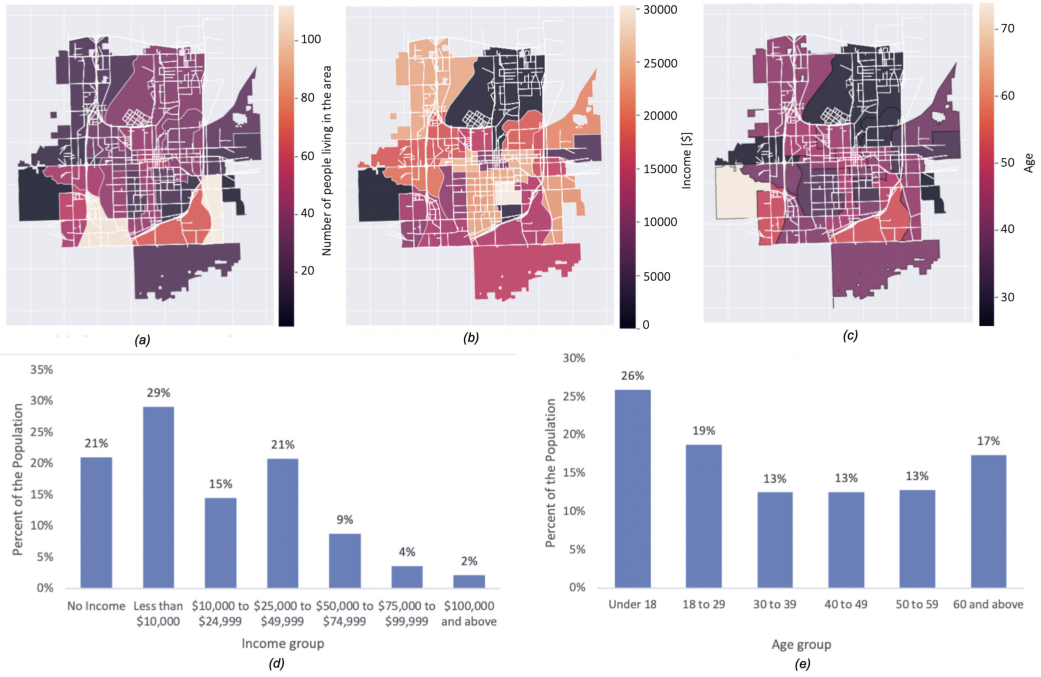 100
80
60
40
20
Number of people living in the area
(a)
30000
25000
20000
15000
10000
5000
0
Income [$]
(b)
70
60
50
40
30
Age
(c)
35%
30%
25%
20%
15%
10%
5%
0%
Percent of the Population
21%
29%
15%
21%
9%
4%
2%
No Income
Less than
$10,000
$10,000 to
$24,999
$25,000 to
$49,999
$50,000 to
$74,999
$75,000 to
$99,999
$100,000
and above
Income group
(d)
30%
25%
20%
15%
10%
5%
0%
Percent of the Population
26%
19%
13%
13%
13%
17%
Under 18
18 to 29
30 to 39
40 to 49
50 to 59
60 and above
Age group
(e)